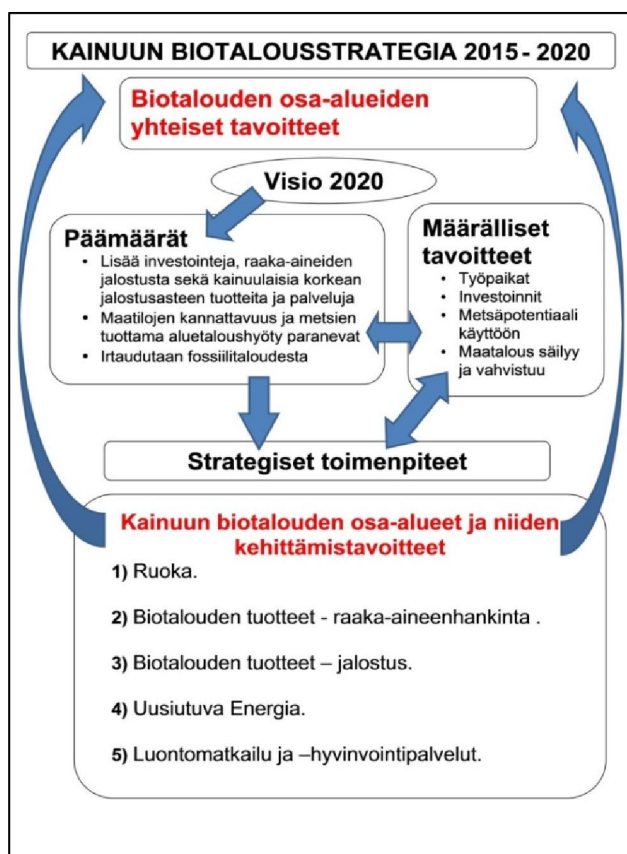 KAINUUN BIOTALOUSSTRATEGIA 2015 - 2020
Biotalouden osa-alueiden
yhteiset tavoitteet
Visio 2020
Päämäärät
• Lisää investointeja, raaka-aineiden
jalostusta sekä kainuulaisia korkean
jalostusasteen tuotteita ja palveluja
• Maatilojen kannattavuus ja metsien
tuottama aluetaloushyöty paranevat
• Irtaudutaan fossiilitaloudesta
Määrälliset
tavoitteet
• Työpaikat
• Investoinnit
• Metsäpotentiaali
käyttöön
• Maatalous säilyy
ja vahvistuu
Strategiset toimenpiteet
Kainuun biotalouden osa-alueet ja niiden
kehittämistavoitteet
1) Ruoka.
2) Biotalouden tuotteet - raaka-aineenhankinta .
3) Biotalouden tuotteet – jalostus.
4) Uusiutuva Energia.
5) Luontomatkailu ja –hyvinvointipalvelut.